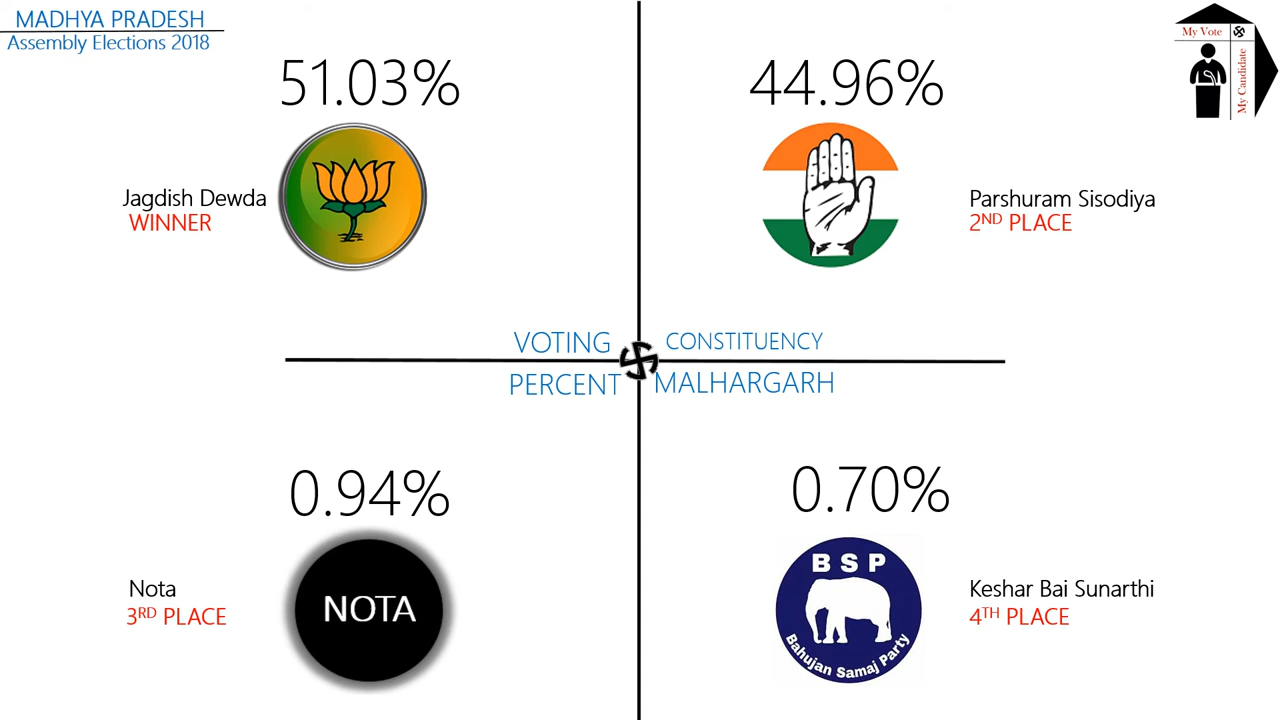 MADHYA PRADESH
Assembly Elections 2018
My Vote
My Candidate
51.03%
Jagdish Dewda
WINNER
44.96%
Parshuram Sisodiya
2ND PLACE
VOTING
PERCENT
CONSTITUENCY
MALHARGARH
0.94%
Nota
3RD PLACE
NOTA
0.70%
BSP
Bahujan Samaj Party
Keshar Bai Sunarthi
4TH PLACE